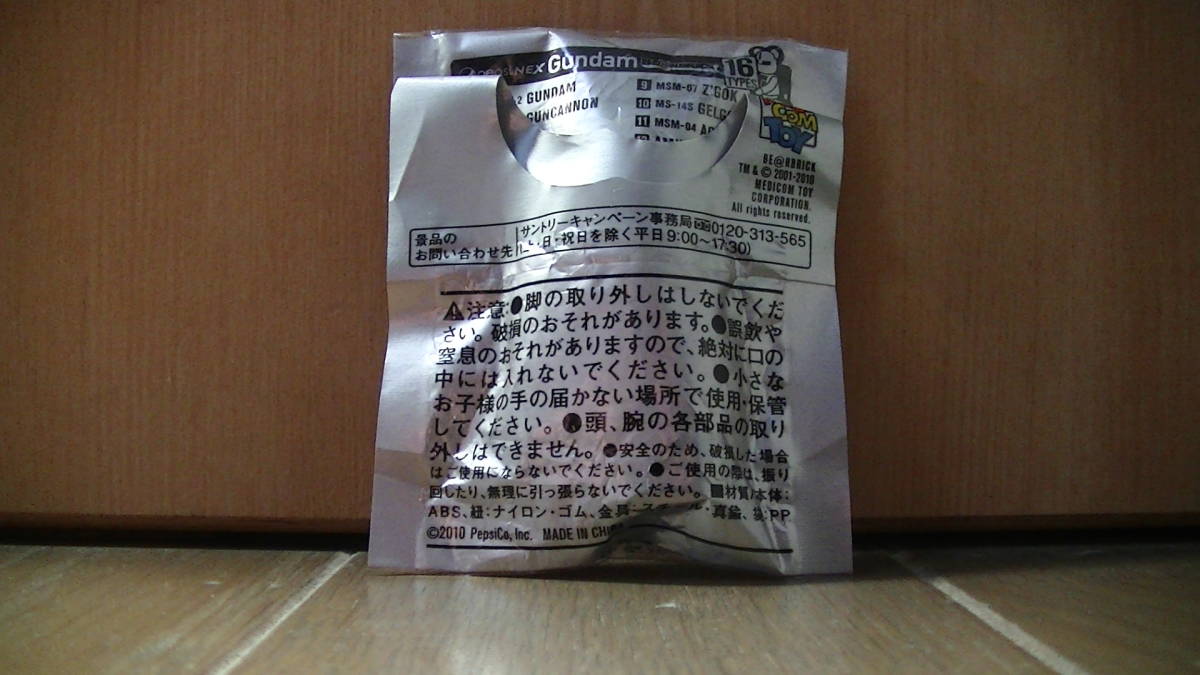 NEX Gundam
16 TYPES
GUNDAM
GUNCANNON
9 MSM-07 Z'GOK
10 MS-14S
11 MSM-04
COM TOY
BE@RBRICK
TM & © 2001-2010
MEDICOM TOY
CORPORATION.
All rights reserved.
景品の
お問い合わせ先
サントリーキャンペーン事務局 0120-313-565
日・祝日を除く平日9:00〜17:30)
注意:●脚の取り外しはしないでくだ
さい。破損のおそれがあります。●誤飲や
窒息のおそれがありますので、絶対に口の
中には入れないでください。●小さな
お子様の手の届かない場所で使用・保管
してください。●頭、腕の各部品の取り
外しはできません。●安全のため、破損した場合
はご使用にならないでください。●ご使用の際は、振り
回したり、無理に引っ張らないでください。■材質/本体:
ABS、紐:ナイロン・ゴム、金具:スチール・真鍮、袋:PP
©2010 PepsiCo, Inc. MADE IN